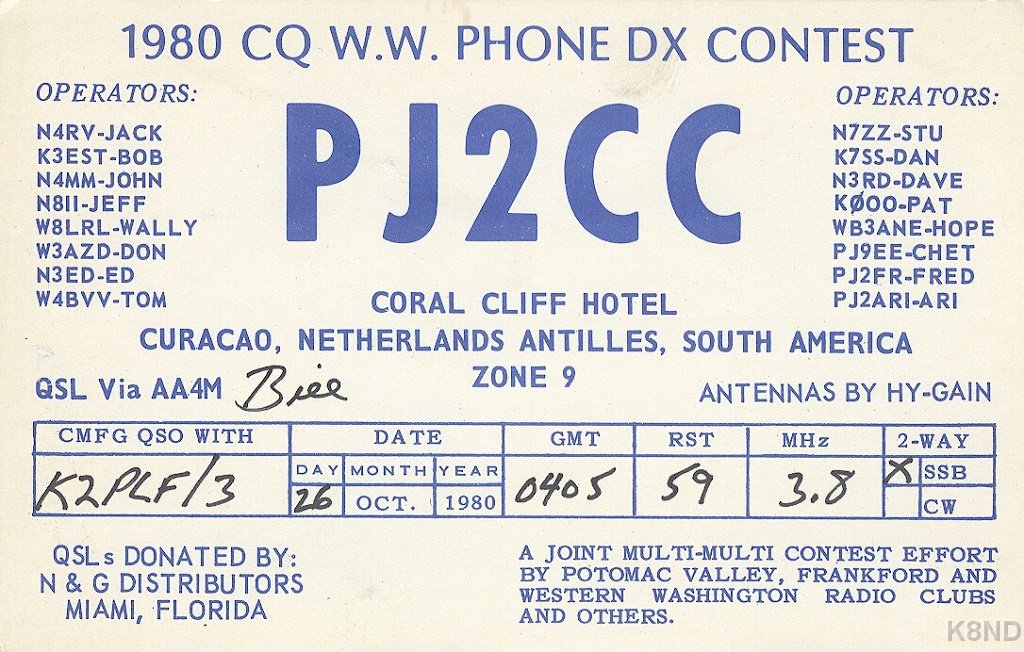 1980 CQ W.W. PHONE DX CONTEST
OPERATORS:
N4RV-JACK
K3EST-BOB
N4MM-JOHN
N8II-JEFF
W8LRL-WALLY
W3AZD-DON
N3ED-ED
W4BVV-TOM
PJ2CC
OPERATORS:
N7ZZ-STU
K7SS-DAN
N3RD-DAVE
KØOO-PAT
WB3ANE-HOPE
PJ9EE-CHET
PJ2FR-FRED
PJ2ARI-ARI
CORAL CLIFF HOTEL
CURACAO, NETHERLANDS ANTILLES, SOUTH AMERICA
ZONE 9
QSL Via AA4M Bill
ANTENNAS BY HY-GAIN
CMFG QSO WITH DATE GMT RST MHz 2-WAY
DAY MONTH YEAR
K2PLF/3 26 OCT. 1980 0405 59 3.8 X SSB
CW
QSLs DONATED BY:
N & G DISTRIBUTORS
MIAMI, FLORIDA
A JOINT MULTI-MULTI CONTEST EFFORT
BY POTOMAC VALLEY, FRANKFORD AND
WESTERN WASHINGTON RADIO CLUBS
AND OTHERS.
K8ND